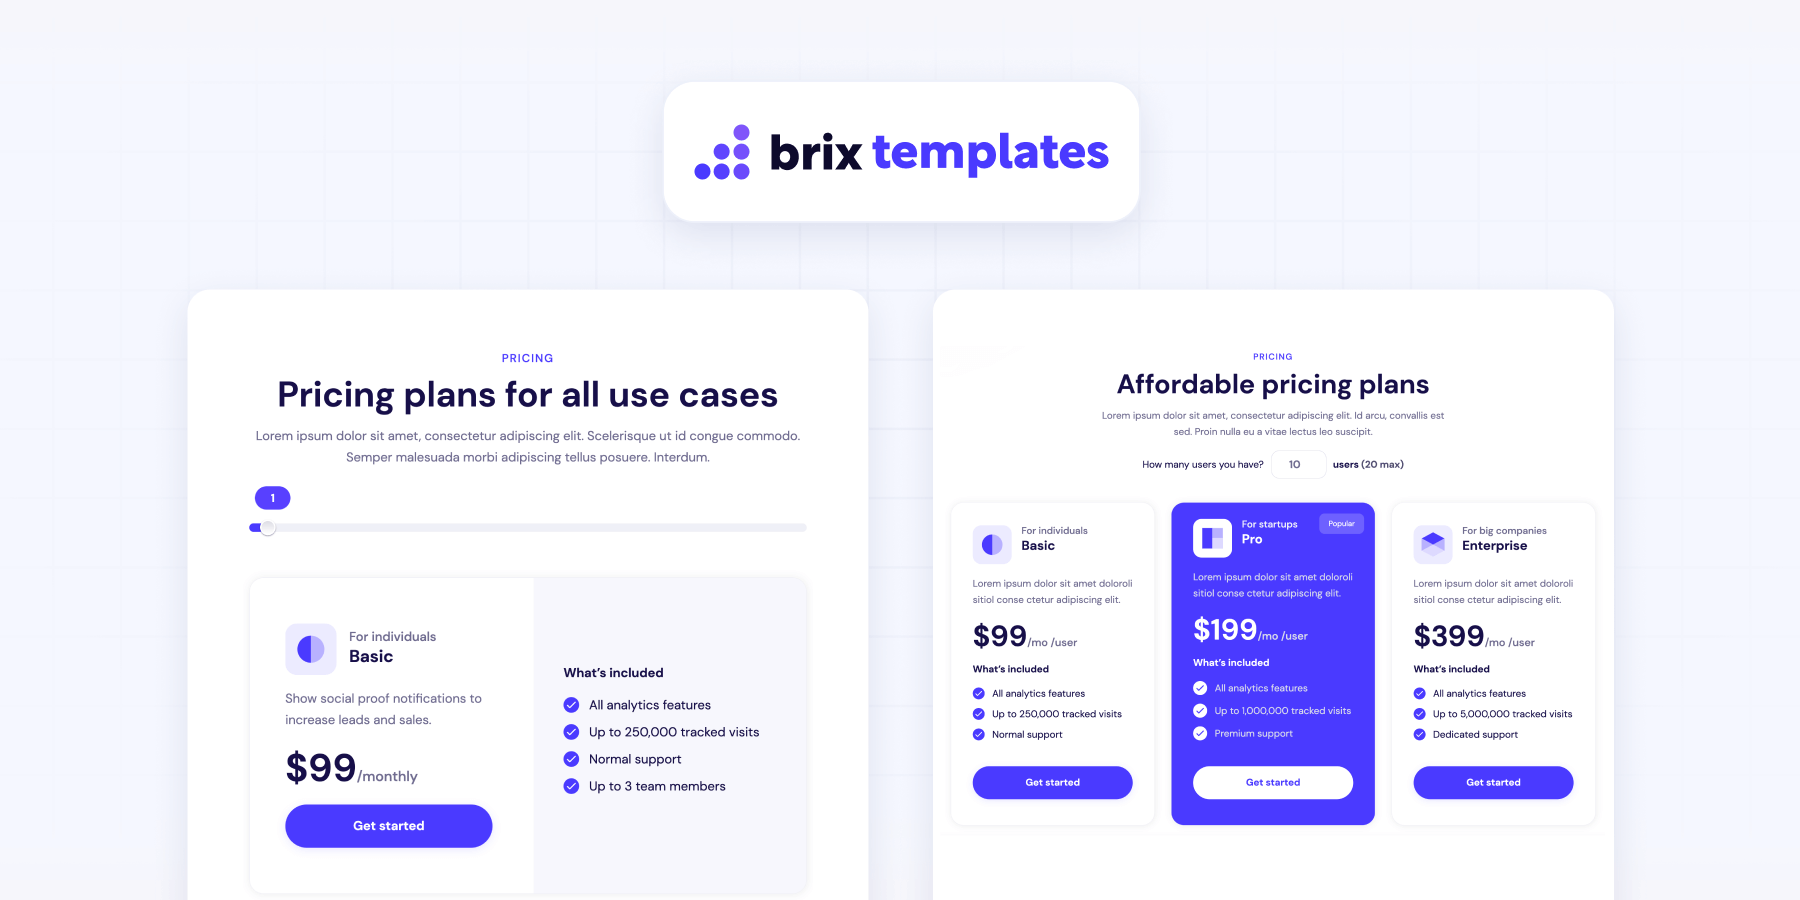 brix templates
PRICING
Pricing plans for all use cases
Lorem ipsum dolor sit amet, consectetur adipiscing elit. Scelerisque ut id congue commodo.
Semper malesuada morbi adipiscing tellus posuere. Interdum.
1
For individuals
Basic
Show social proof notifications to
increase leads and sales.
$99/monthly
Get started
What's included
All analytics features
Up to 250,000 tracked visits
Normal support
Up to 3 team members
PRICING
Affordable pricing plans
Lorem ipsum dolor sit amet, consectetur adipiscing elit. Id arcu, convallis est
sed. Proin nulla eu a vitae lectus leo suscipit.
How many users you have? 10 users (20 max)
For individuals
Basic
Lorem ipsum dolor sit amet doloroli
sitiol conse ctetur adipiscing elit.
$99/mo /user
What's included
All analytics features
Up to 250,000 tracked visits
Normal support
Get started
For startups
Pro
Popular
Lorem ipsum dolor sit amet doloroli
sitiol conse ctetur adipiscing elit.
$199/mo /user
What's included
All analytics features
Up to 1,000,000 tracked visits
Premium support
Get started
For big companies
Enterprise
Lorem ipsum dolor sit amet doloroli
sitiol conse ctetur adipiscing elit.
$399/mo /user
What's included
All analytics features
Up to 5,000,000 tracked visits
Dedicated support
Get started